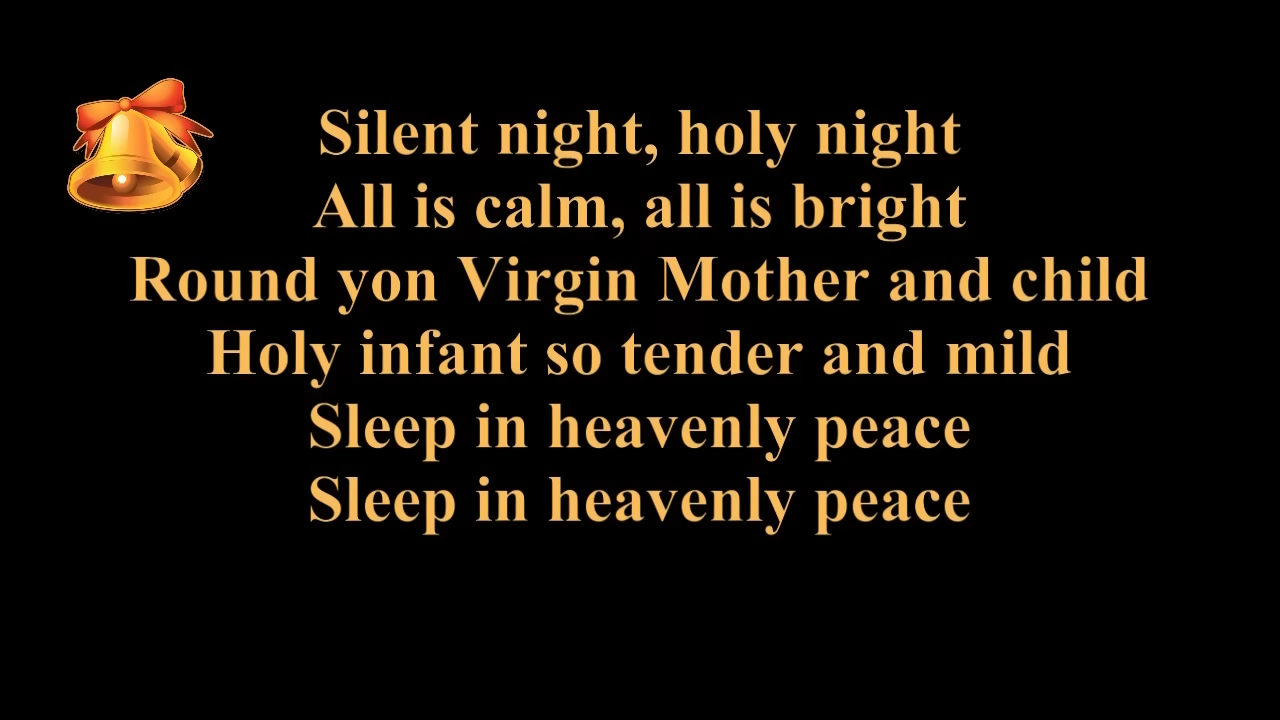 Silent night, holy night
All is calm, all is bright
Round yon Virgin Mother and child
Holy infant so tender and mild
Sleep in heavenly peace
Sleep in heavenly peace